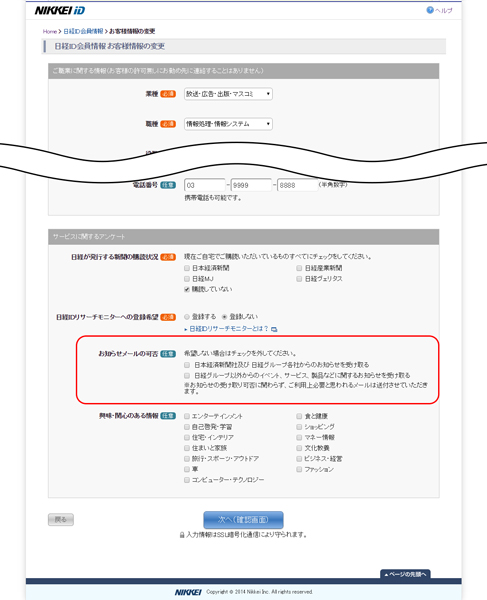 NIKKEI iD
ヘルプ
Home > 日経ID会員情報 > お客様情報の変更
日経ID会員情報 お客様情報の変更
ご職業に関する情報(お客様の許可無しにお勤め先に連絡することはありません)
業種 必須 放送・広告・出版・マスコミ
職種 必須 情報処理・情報システム
電話番号 任意 03 - 9999 - 8888 (半角数字)
携帯電話も可能です。
サービスに関するアンケート
日経が発行する新聞の購読状況 必須 現在ご自宅でご購読いただいているものすべてにチェックをしてください。
日本経済新聞 日経産業新聞
日経MJ 日経ヴェリタス
購読していない
日経IDリサーチモニターへの登録希望 必須 登録する 登録しない
日経IDリサーチモニターとは?
お知らせメールの可否 任意 希望しない場合はチェックを外してください。
日本経済新聞社及び 日経グループ各社からのお知らせを受け取る
日経グループ以外からのイベント、サービス、製品などに関するお知らせを受け取る
※お知らせの受け取り可否に関わらず、ご利用上必要と思われるメールは送付させていただき
ます。
興味・関心のある情報 任意 エンターテインメント 食と健康
自己啓発・学習 ショッピング
住宅・インテリア マネー情報
住まいと家族 文化教養
旅行・スポーツ・アウトドア ビジネス・経営
車 ファッション
コンピューター・テクノロジー
戻る 次へ(確認画面)
入力情報はSSL暗号化通信により守られます。
▲ページの先頭へ
NIKKEI Copyright © 2014 Nikkei Inc. All rights reserved.